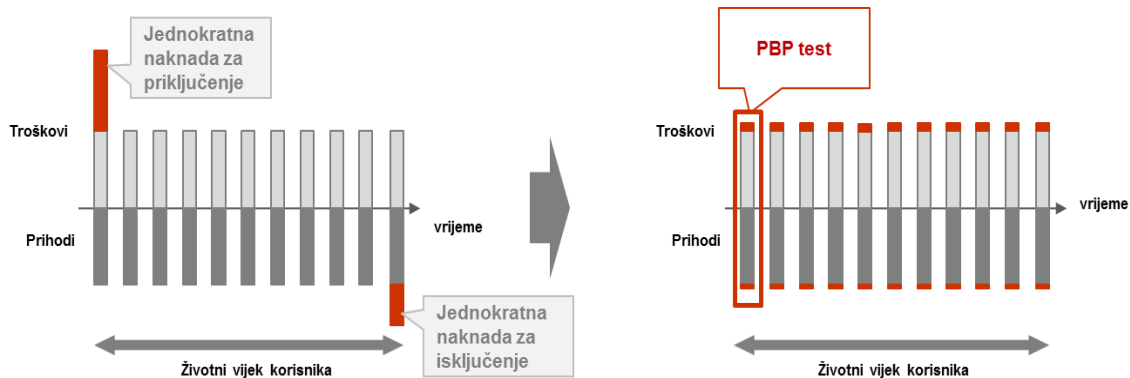 Jednokratna
naknada za
priključenje
Troškovi
Prihodi
vrijeme
Jednokratna
naknada za
isključenje
Životni vijek korisnika
PBP test
Troškovi
Prihodi
vrijeme
Životni vijek korisnika